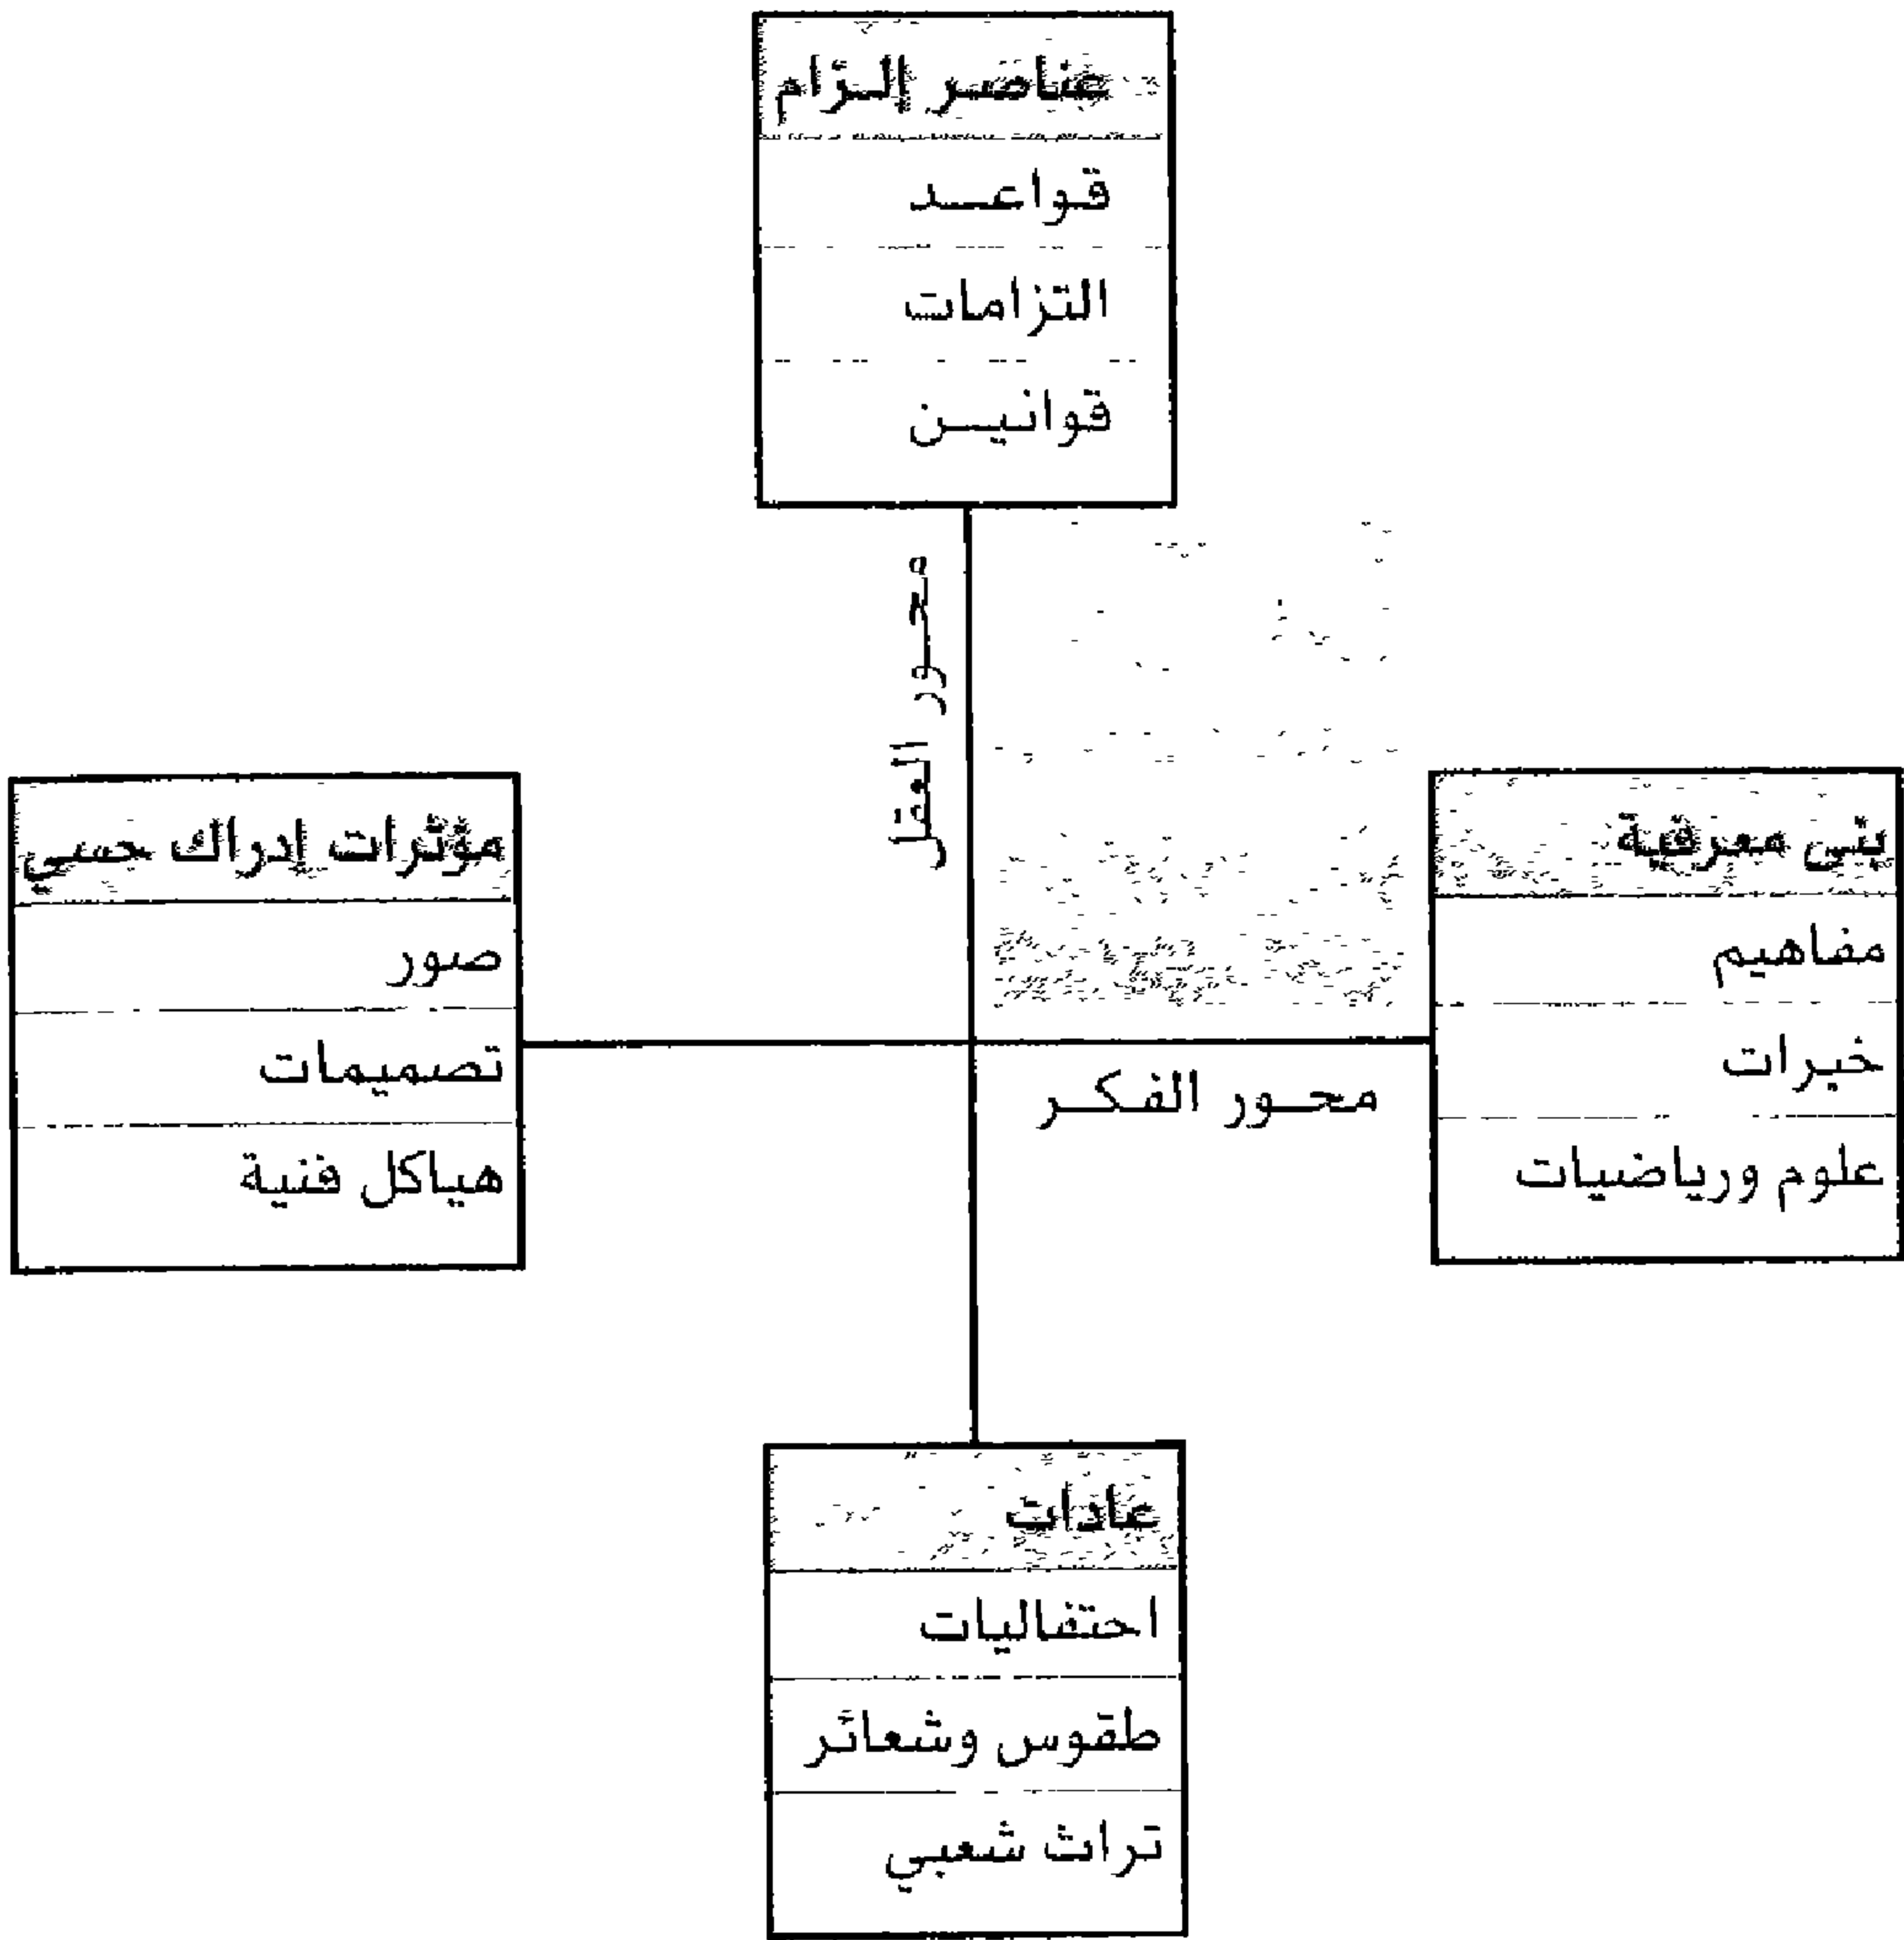 عناصر إلزام
قواعد
التزامات
قوانين
محور العقل
بنى معرفية
مفاهيم
خبرات
علوم ورياضيات
محور الفكر
مؤثرات إدراك حسي
صور
تصميمات
هياكل فنية
عادات
احتفاليات
طقوس وشعائر
تراث شعبي